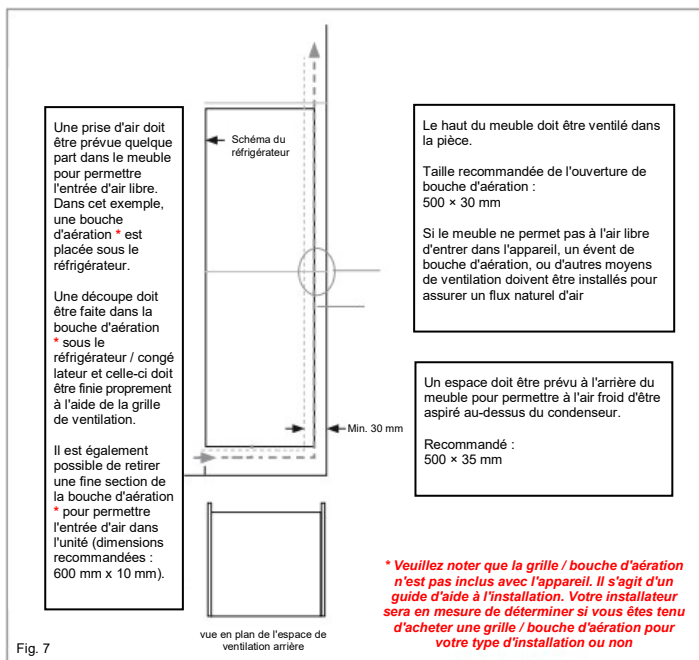 Une prise d'air doit
être prévue quelque
part dans le meuble
pour permettre
l'entrée d'air libre.
Dans cet exemple,
une bouche
d'aération * est
placée sous le
réfrigérateur.
Une découpe doit
être faite dans la
bouche d'aération
* sous le
réfrigérateur / congé
lateur et celle-ci doit
être finie proprement
à l'aide de la grille
de ventilation.
Il est également
possible de retirer
une fine section de
la bouche d'aération
* pour permettre
l'entrée d'air dans
l'unité (dimensions
recommandées :
600 mm x 10 mm).
Schéma du
réfrigérateur
Min. 30 mm
vue en plan de l'espace de
ventilation arrière
Le haut du meuble doit être ventilé dans
la pièce.
Taille recommandée de l'ouverture de
bouche d'aération :
500 × 30 mm
Si le meuble ne permet pas à l'air libre
d'entrer dans l'appareil, un évent de
bouche d'aération, ou d'autres moyens
de ventilation doivent être installés pour
assurer un flux naturel d'air
Un espace doit être prévu à l'arrière du
meuble pour permettre à l'air froid d'être
aspiré au-dessus du condenseur.
Recommandé :
500 × 35 mm
* Veuillez noter que la grille / bouche d'aération
n'est pas inclus avec l'appareil. Il s'agit d'un
guide d'aide à l'installation. Votre installateur
sera en mesure de déterminer si vous êtes tenu
d'acheter une grille / bouche d'aération pour
votre type d'installation ou non
Fig. 7